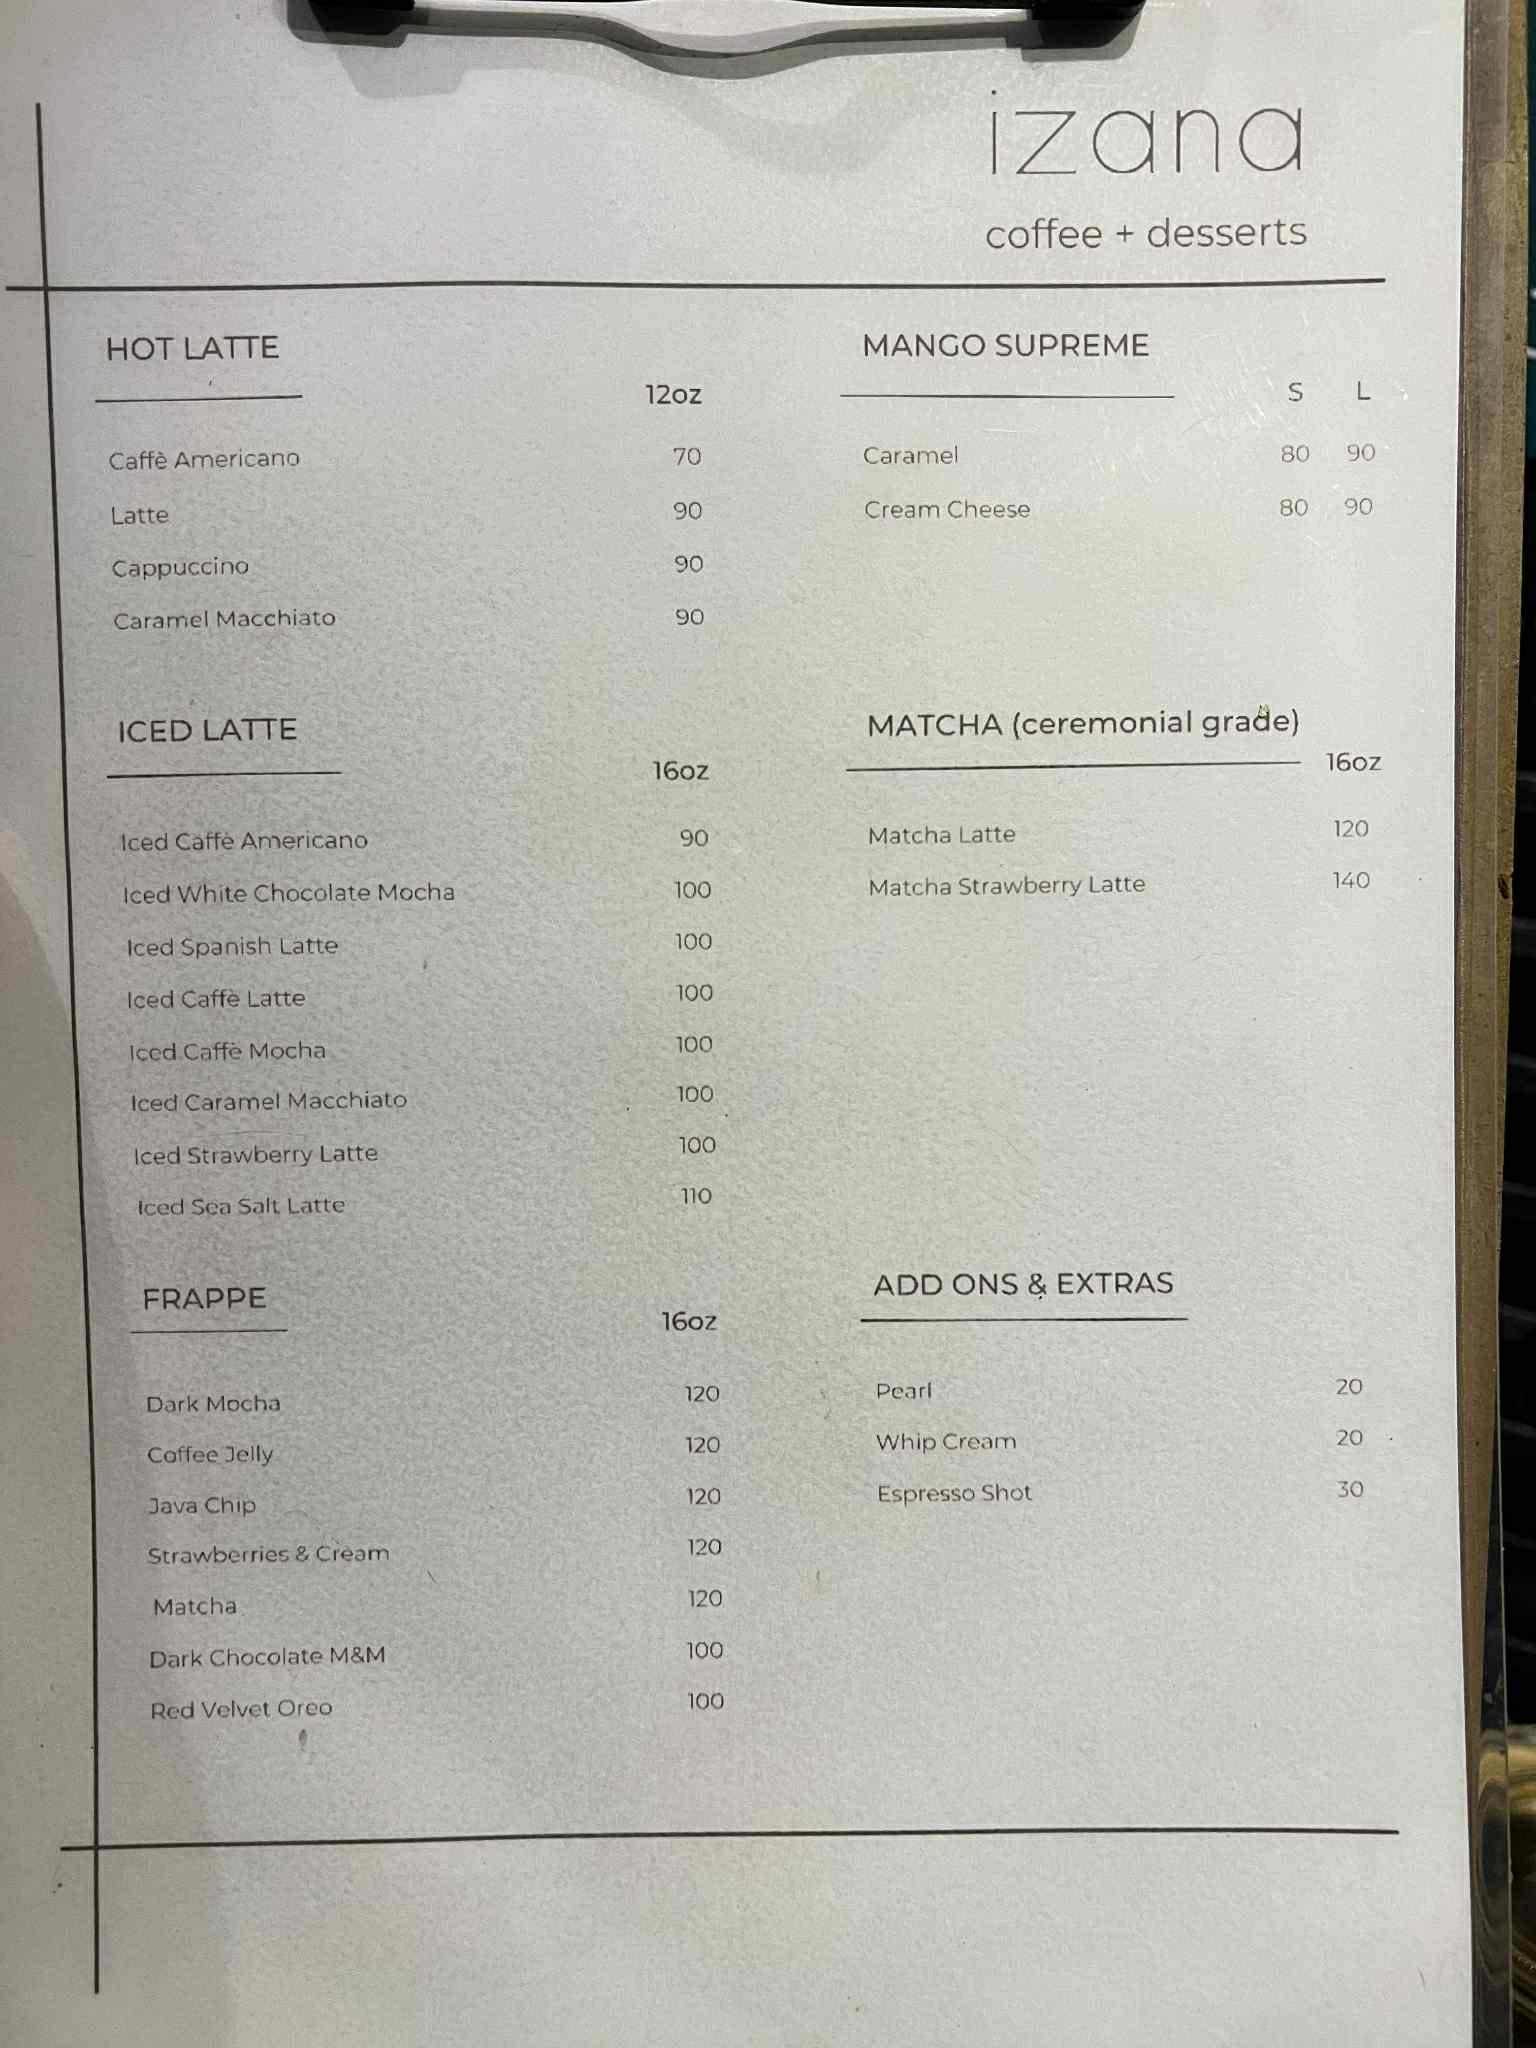 izana
coffee + desserts
HOT LATTE
12oz
Caffè Americano 70
Latte 90
Cappuccino 90
Caramel Macchiato 90
ICED LATTE
16oz
Iced Caffè Americano 90
Iced White Chocolate Mocha 100
Iced Spanish Latte 100
Iced Caffè Latte 100
Iced Caffè Mocha 100
Iced Caramel Macchiato 100
Iced Strawberry Latte 100
Iced Sea Salt Latte 110
FRAPPE
16oz
Dark Mocha 120
Coffee Jelly 120
Java Chip 120
Strawberries & Cream 120
Matcha 120
Dark Chocolate M&M 100
Red Velvet Oreo 100
MANGO SUPREME
S L
Caramel 80 90
Cream Cheese 80 90
MATCHA (ceremonial grade)
16oz
Matcha Latte 120
Matcha Strawberry Latte 140
ADD ONS & EXTRAS
Pearl 20
Whip Cream 20
Espresso Shot 30